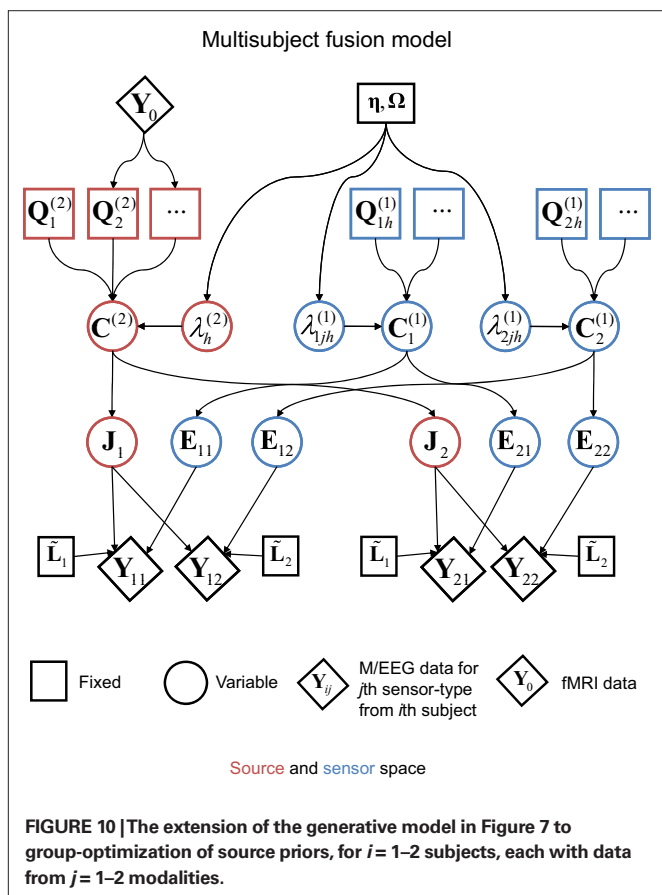 Multisubject fusion model
Y₀
η, Ω
Q₁⁽²⁾ Q₂⁽²⁾ ... Q₁ₕ⁽¹⁾ ... Q₂ₕ⁽¹⁾ ...
C⁽²⁾ λₕ⁽²⁾ λ₁ⱼₕ⁽¹⁾ C₁⁽¹⁾ λ₂ⱼₕ⁽¹⁾ C₂⁽¹⁾
J₁ E₁₁ E₁₂ J₂ E₂₁ E₂₂
L̃₁ Y₁₁ Y₁₂ L̃₂ L̃₁ Y₂₁ Y₂₂ L̃₂
Fixed
Variable
Yᵢⱼ
M/EEG data for
jth sensor-type
from ith subject
Y₀
fMRI data
Source and sensor space
FIGURE 10 | The extension of the generative model in Figure 7 to
group-optimization of source priors, for i = 1–2 subjects, each with data
from j = 1–2 modalities.